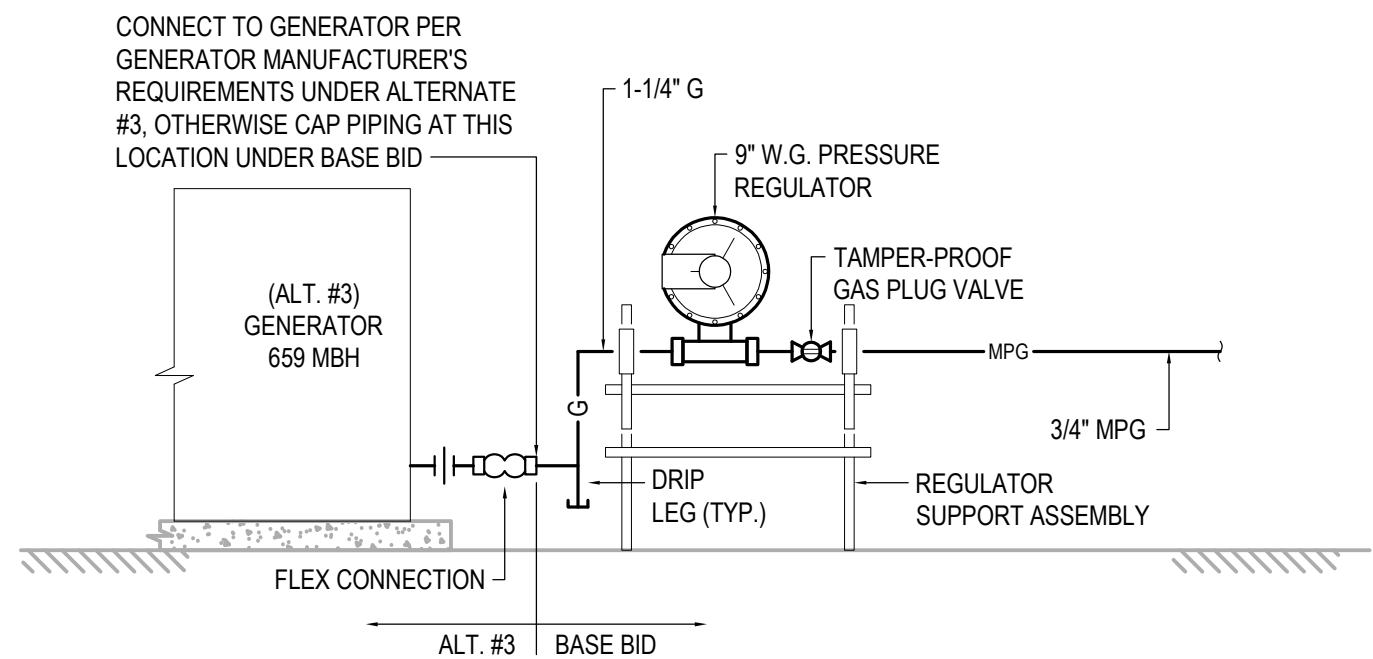 CONNECT TO GENERATOR PER
GENERATOR MANUFACTURER'S
REQUIREMENTS UNDER ALTERNATE
#3, OTHERWISE CAP PIPING AT THIS
LOCATION UNDER BASE BID
1-1/4" G
9" W.G. PRESSURE
REGULATOR
TAMPER-PROOF
GAS PLUG VALVE
(ALT. #3)
GENERATOR
659 MBH
MPG
G
3/4" MPG
DRIP
LEG (TYP.)
REGULATOR
SUPPORT ASSEMBLY
FLEX CONNECTION
ALT. #3
BASE BID